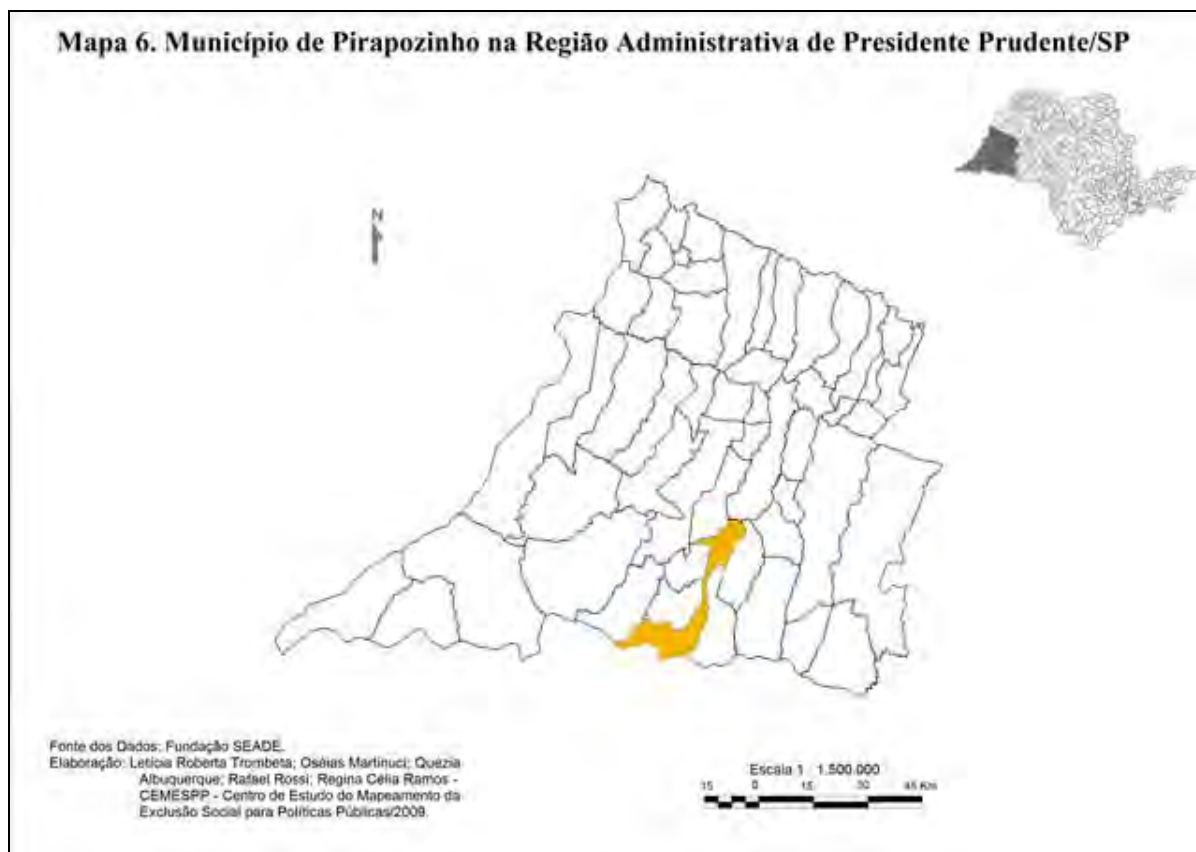 Mapa 6. Município de Pirapozinho na Região Administrativa de Presidente Prudente/SP
N
Fonte dos Dados: Fundação SEADE.
Elaboração: Letícia Roberta Trombeta; Oséias Martinuci; Quezia
Albuquerque; Rafael Rossi; Regina Célia Ramos -
CEMESPP - Centro de Estudo do Mapeamento da
Exclusão Social para Políticas Públicas/2009.
Escala 1 : 1.500.000
15 0 15 30 45 Km